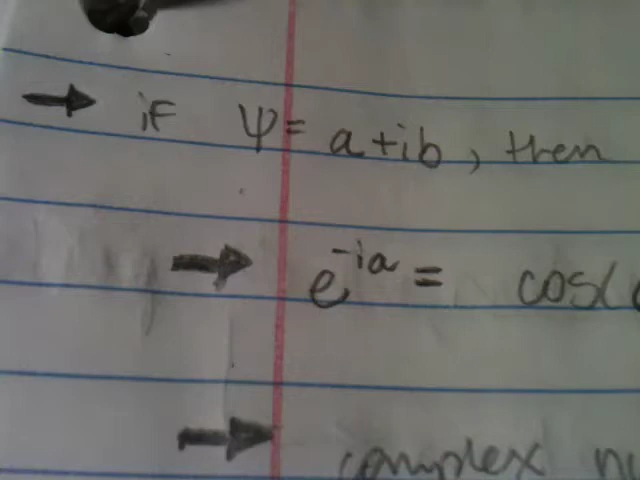 → if ψ = a+ib, then
→ e^{-ia} = cos(
→ complex